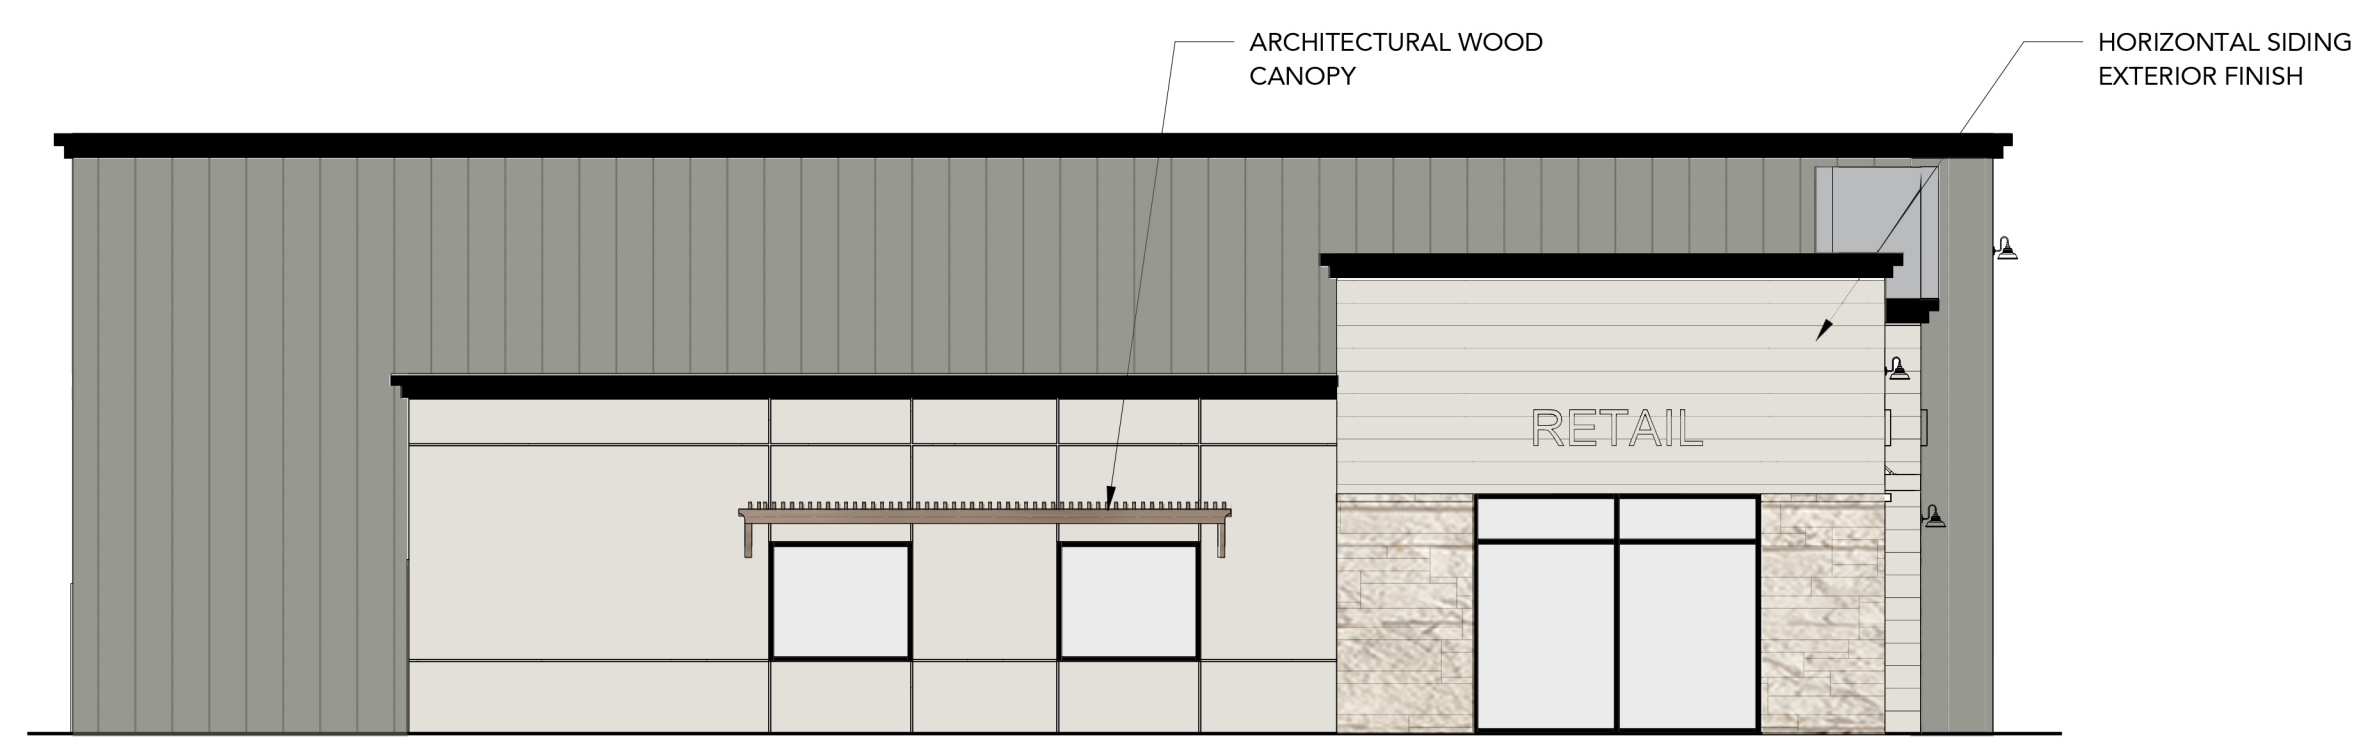 ARCHITECTURAL WOOD
CANOPY
HORIZONTAL SIDING
EXTERIOR FINISH
RETAIL